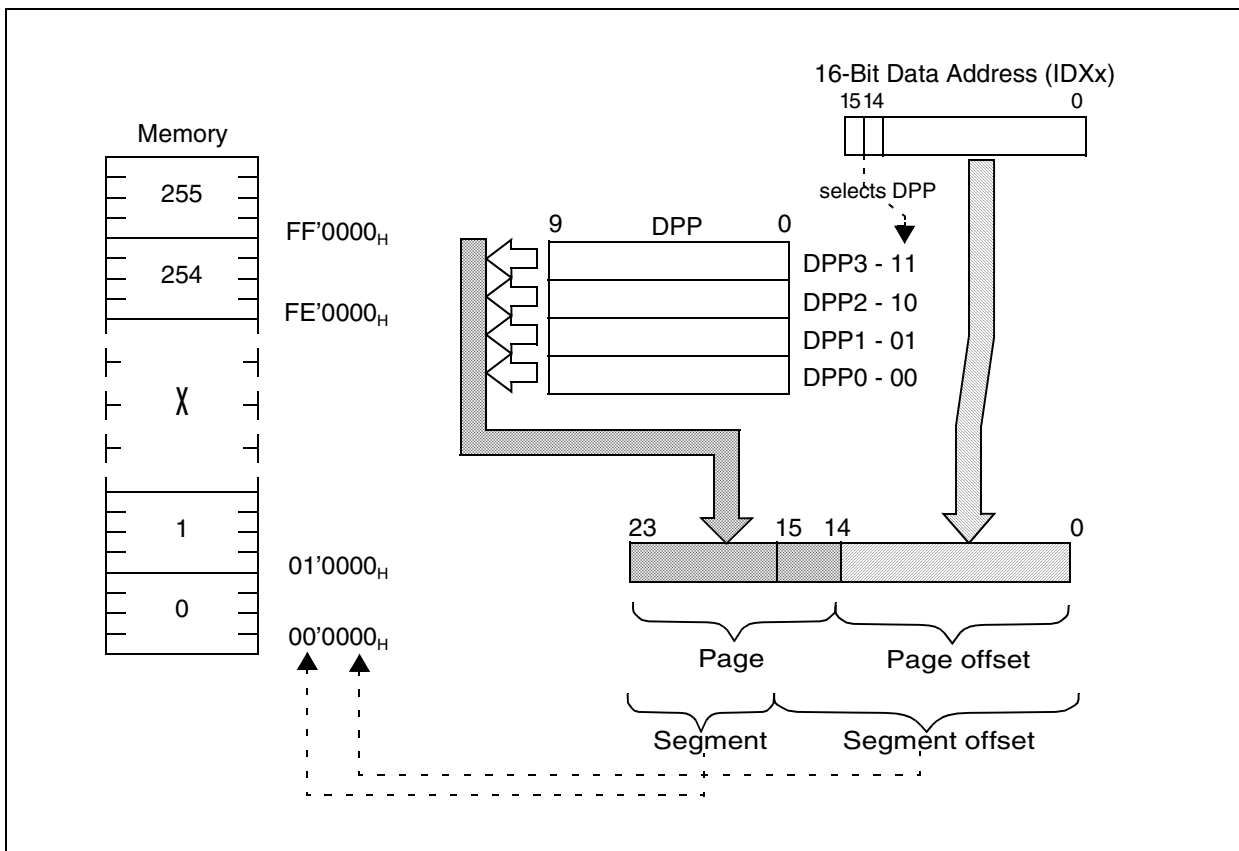 16-Bit Data Address (IDXx)
15 14 0
Memory
255
selects DPP
9 DPP 0
FF'0000H
254
DPP3 - 11
DPP2 - 10
FE'0000H
DPP1 - 01
DPP0 - 00
X
23 15 14 0
1
01'0000H
0
00'0000H
Page Page offset
Segment Segment offset